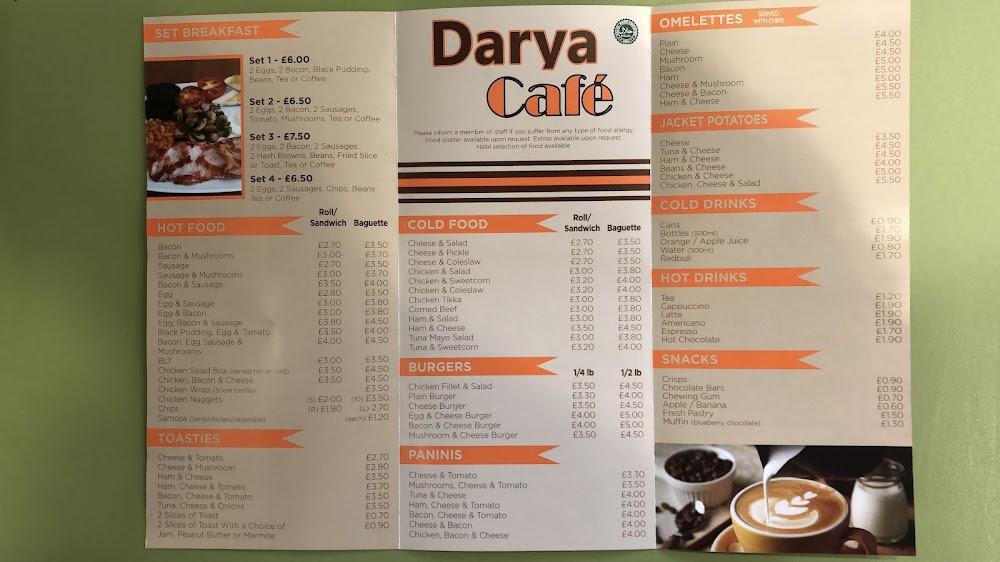 SET BREAKFAST
Set 1 - £6.00
2 Eggs, 2 Bacon, Black Pudding,
Beans, Tea or Coffee
Set 2 - £6.50
2 Eggs, 2 Bacon, 2 Sausages,
Tomato, Mushrooms, Tea or Coffee
Set 3 - £7.50
2 Eggs, 2 Bacon, 2 Sausages,
2 Hash Browns, Beans, Fried Slice
or Toast, Tea or Coffee
Set 4 - £6.50
2 Eggs, 2 Sausages, Chips, Beans
Tea or Coffee
HOT FOOD Roll/ Sandwich Baguette
Bacon £2.70 £3.50
Bacon & Mushrooms £3.00 £3.70
Sausage £2.70 £3.50
Sausage & Mushrooms £3.00 £3.70
Bacon & Sausage £3.50 £4.00
Egg £2.80 £3.50
Egg & Sausage £3.00 £3.80
Egg & Bacon £3.00 £3.80
Egg, Bacon & Sausage £3.80 £4.50
Black Pudding, Egg & Tomato £3.50 £4.00
Bacon, Egg Sausage & £4.00 £4.50
Mushrooms
BLT £3.00 £3.50
Chicken Salad Box (served hot or cold) £3.50 £4.50
Chicken, Bacon & Cheese £3.50 £4.50
Chicken Wrap (30cm tortilla) £3.50
Chicken Nuggets (5) £2.00 (10) £3.50
Chips (R) £1.90 (L) 2.70
Samosa (lamb/chicken/vegetable) (each) £1.20
TOASTIES
Cheese & Tomato £2.70
Cheese & Mushroom £2.80
Ham & Cheese £3.50
Ham, Cheese & Tomato £3.70
Bacon, Cheese & Tomato £3.50
Tuna, Cheese & Onions £3.50
2 Slices of Toast £0.70
2 Slices of Toast With a Choice of £0.90
Jam, Peanut Butter or Marmite
Darya
Café
Please inform a member of staff if you suffer from any type of food allergy.
Food platter available upon request. Extras available upon request.
Halal selection of food available
COLD FOOD Roll/ Sandwich Baguette
Cheese & Salad £2.70 £3.50
Cheese & Pickle £2.70 £3.50
Cheese & Coleslaw £2.70 £3.50
Chicken & Salad £3.00 £3.80
Chicken & Sweetcorn £3.20 £4.00
Chicken & Coleslaw £3.20 £4.00
Chicken Tikka £3.00 £3.80
Corned Beef £3.00 £3.80
Ham & Salad £3.00 £3.80
Ham & Cheese £3.50 £4.50
Tuna Mayo Salad £3.00 £3.80
Tuna & Sweetcorn £3.20 £4.00
BURGERS 1/4 lb 1/2 lb
Chicken Fillet & Salad £3.50 £4.50
Plain Burger £3.30 £4.00
Cheese Burger £3.50 £4.50
Egg & Cheese Burger £4.00 £5.00
Bacon & Cheese Burger £4.00 £5.00
Mushroom & Cheese Burger £3.50 £4.50
PANINIS
Cheese & Tomato £3.30
Mushrooms, Cheese & Tomato £3.50
Tuna & Cheese £4.00
Ham, Cheese & Tomato £4.00
Bacon, Cheese & Tomato £4.00
Cheese & Bacon £4.00
Chicken, Bacon & Cheese £4.00
OMELETTES SERVED WITH CHIPS
Plain £4.00
Cheese £4.50
Mushroom £4.50
Bacon £5.00
Ham £5.00
Cheese & Mushroom £5.00
Cheese & Bacon £5.50
Ham & Cheese £5.50
JACKET POTATOES
Cheese £3.50
Tuna & Cheese £4.50
Ham & Cheese £4.50
Beans & Cheese £4.00
Chicken & Cheese £5.00
Chicken, Cheese & Salad £5.50
COLD DRINKS
Cans £0.90
Bottles (500ml) £1.70
Orange / Apple Juice £1.90
Water (500ml) £0.80
Redbull £1.70
HOT DRINKS
Tea £1.20
Cappuccino £1.90
Latte £1.90
Americano £1.90
Espresso £1.70
Hot Chocolate £1.90
SNACKS
Crisps £0.90
Chocolate Bars £0.90
Chewing Gum £0.70
Apple / Banana £0.60
Fresh Pastry £1.50
Muffin (blueberry, chocolate) £1.30